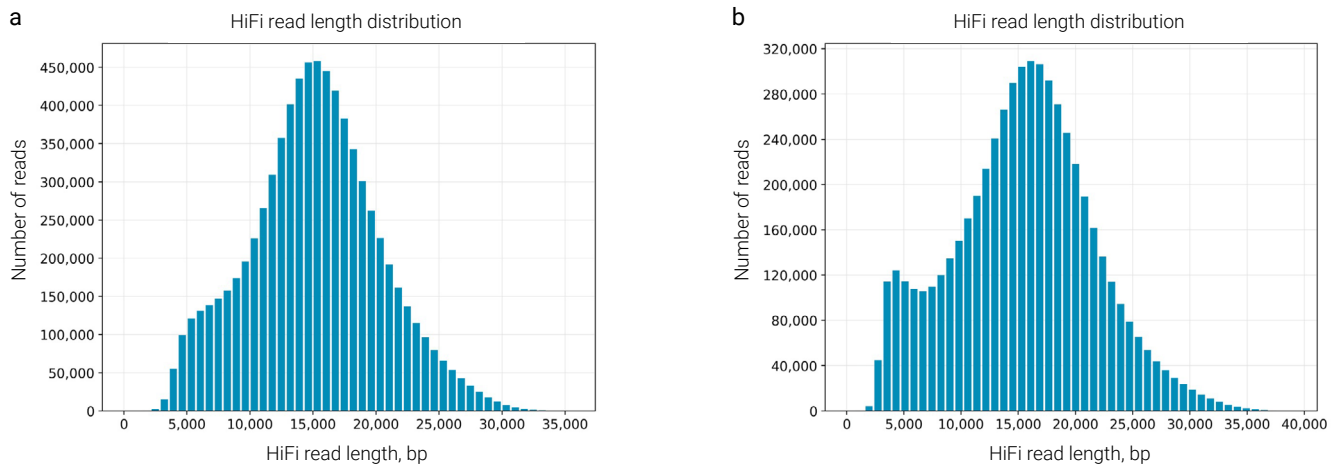 a
HiFi read length distribution
450,000
400,000
350,000
300,000
250,000
200,000
150,000
100,000
50,000
0
Number of reads
0 5,000 10,000 15,000 20,000 25,000 30,000 35,000
HiFi read length, bp
b
HiFi read length distribution
320,000
280,000
240,000
200,000
160,000
120,000
80,000
40,000
0
Number of reads
0 5,000 10,000 15,000 20,000 25,000 30,000 35,000 40,000
HiFi read length, bp